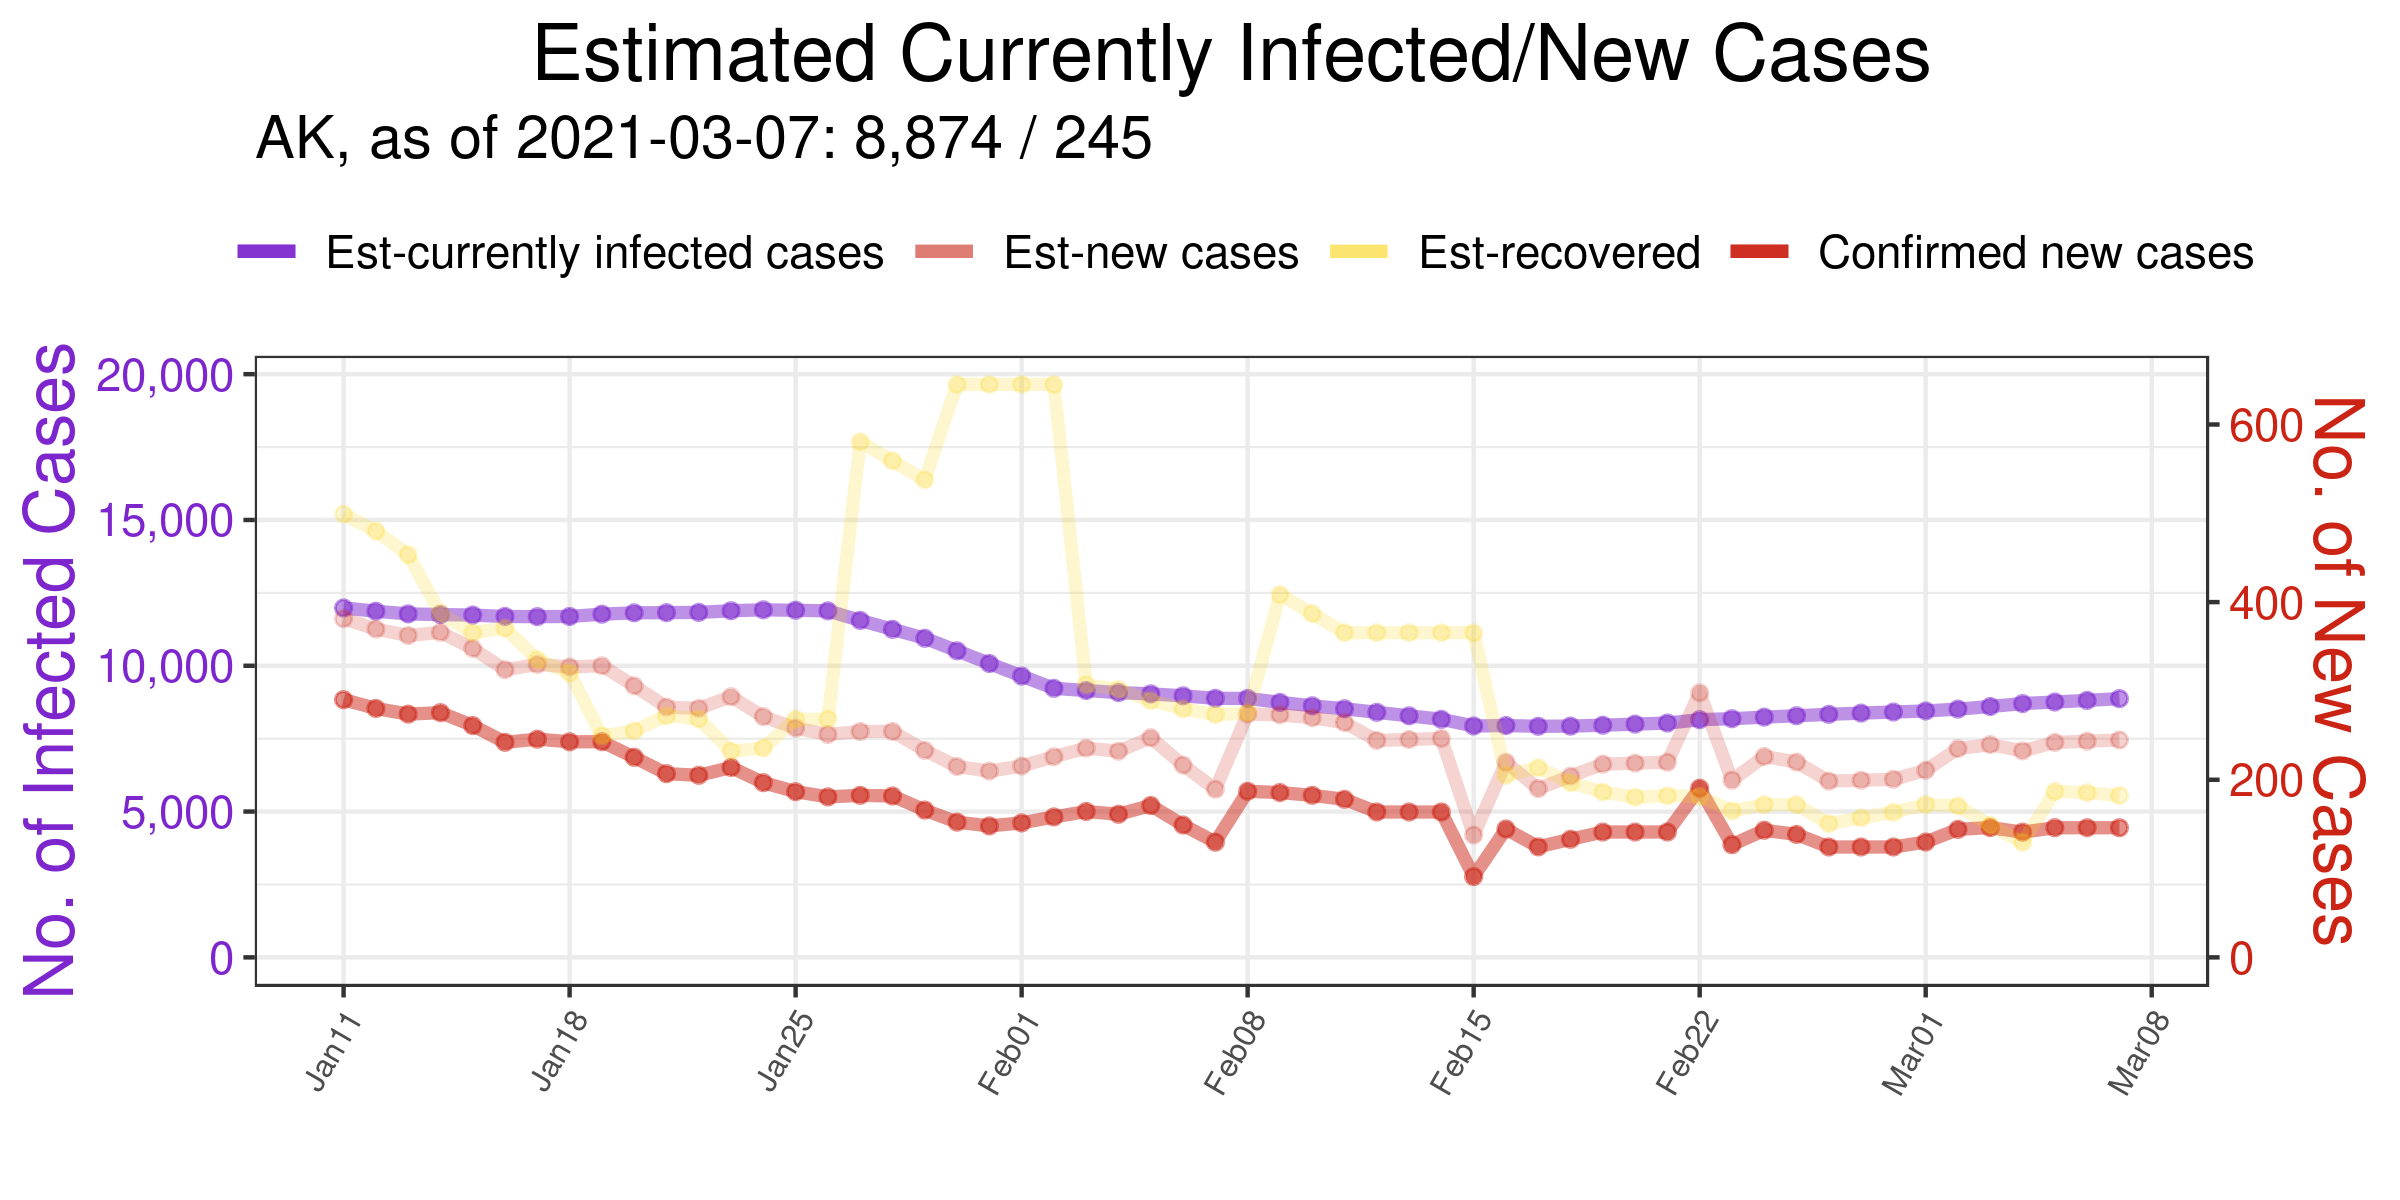 Estimated Currently Infected/New Cases
AK, as of 2021-03-07: 8,874 / 245
Est-currently infected cases Est-new cases Est-recovered Confirmed new cases
No. of Infected Cases
20,000
15,000
10,000
5,000
0
600
400
200
0
No. of New Cases
Jan11 Jan18 Jan25 Feb01 Feb08 Feb15 Feb22 Mar01 Mar08